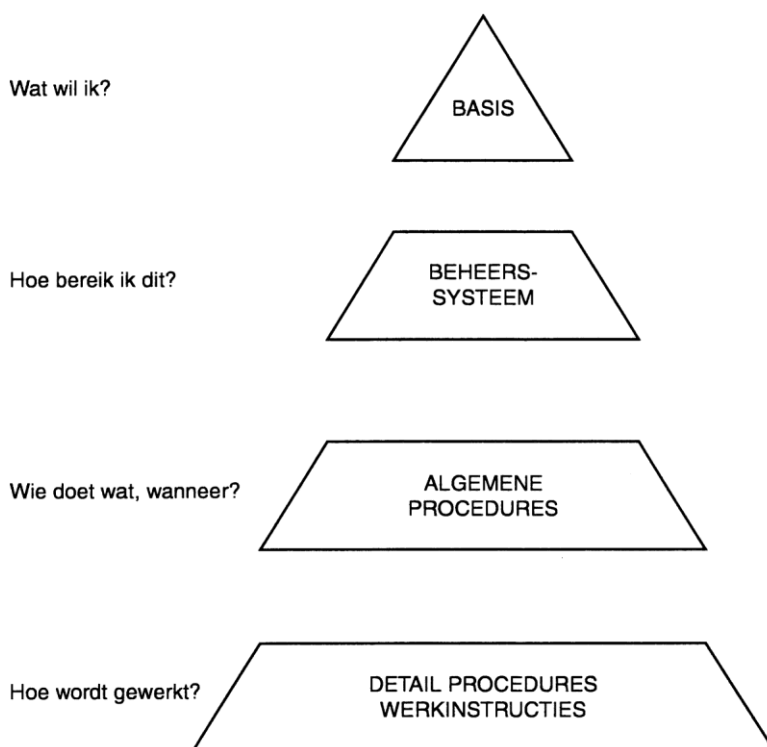 Wat wil ik?
BASIS
Hoe bereik ik dit?
BEHEERS-
SYSTEEM
Wie doet wat, wanneer?
ALGEMENE
PROCEDURES
Hoe wordt gewerkt?
DETAIL PROCEDURES
WERKINSTRUCTIES